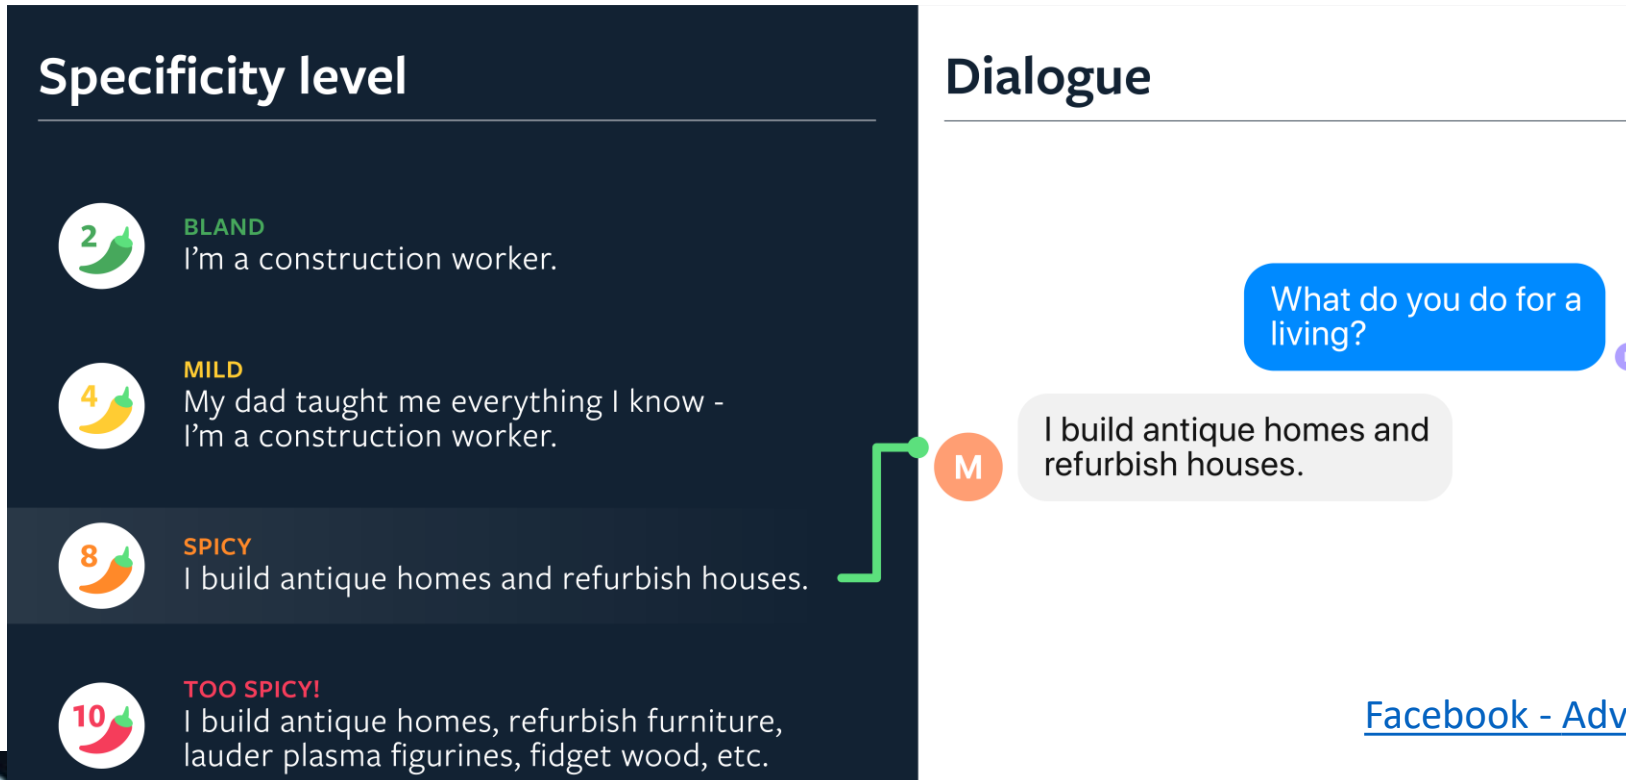 Specificity level
2
BLAND
I’m a construction worker.
4
MILD
My dad taught me everything I know -
I’m a construction worker.
8
SPICY
I build antique homes and refurbish houses.
10
TOO SPICY!
I build antique homes, refurbish furniture,
lauder plasma figurines, fidget wood, etc.
Dialogue
What do you do for a
living?
M
I build antique homes and
refurbish houses.
Facebook - Adv